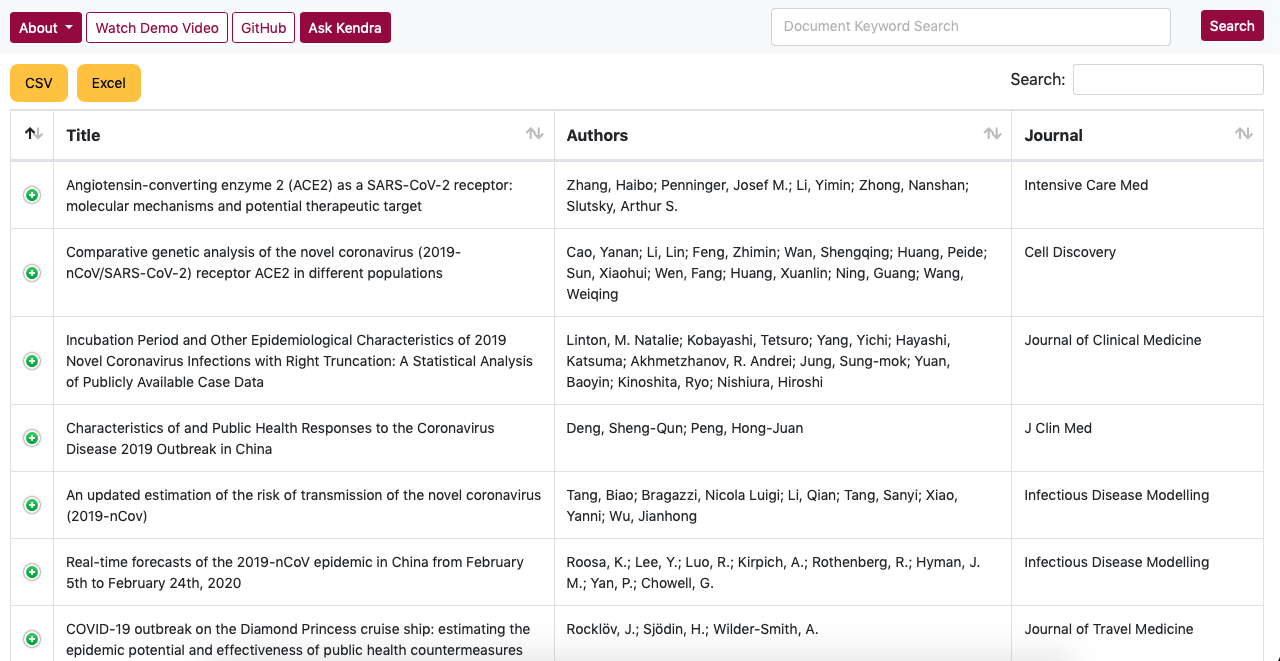 About Watch Demo Video GitHub Ask Kendra Document Keyword Search Search
CSV Excel Search:
Title Authors Journal
Angiotensin-converting enzyme 2 (ACE2) as a SARS-CoV-2 receptor:
molecular mechanisms and potential therapeutic target
Zhang, Haibo; Penninger, Josef M.; Li, Yimin; Zhong, Nanshan;
Slutsky, Arthur S.
Intensive Care Med
Comparative genetic analysis of the novel coronavirus (2019-
nCoV/SARS-CoV-2) receptor ACE2 in different populations
Cao, Yanan; Li, Lin; Feng, Zhimin; Wan, Shengqing; Huang, Peide;
Sun, Xiaohui; Wen, Fang; Huang, Xuanlin; Ning, Guang; Wang,
Weiqing
Cell Discovery
Incubation Period and Other Epidemiological Characteristics of 2019
Novel Coronavirus Infections with Right Truncation: A Statistical Analysis
of Publicly Available Case Data
Linton, M. Natalie; Kobayashi, Tetsuro; Yang, Yichi; Hayashi,
Katsuma; Akhmetzhanov, R. Andrei; Jung, Sung-mok; Yuan,
Baoyin; Kinoshita, Ryo; Nishiura, Hiroshi
Journal of Clinical Medicine
Characteristics of and Public Health Responses to the Coronavirus
Disease 2019 Outbreak in China
Deng, Sheng-Qun; Peng, Hong-Juan
J Clin Med
An updated estimation of the risk of transmission of the novel coronavirus
(2019-nCov)
Tang, Biao; Bragazzi, Nicola Luigi; Li, Qian; Tang, Sanyi; Xiao,
Yanni; Wu, Jianhong
Infectious Disease Modelling
Real-time forecasts of the 2019-nCoV epidemic in China from February
5th to February 24th, 2020
Roosa, K.; Lee, Y.; Luo, R.; Kirpich, A.; Rothenberg, R.; Hyman, J.
M.; Yan, P.; Chowell, G.
Infectious Disease Modelling
COVID-19 outbreak on the Diamond Princess cruise ship: estimating the
epidemic potential and effectiveness of public health countermeasures
Rocklöv, J.; Sjödin, H.; Wilder-Smith, A.
Journal of Travel Medicine